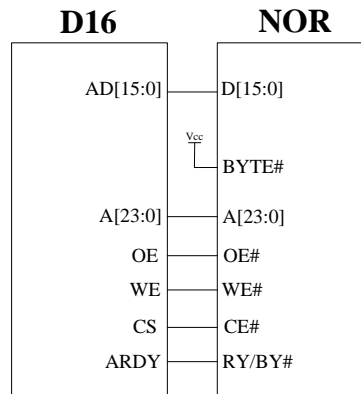 D16 NOR
AD[15:0] D[15:0]
Vcc
BYTE#
A[23:0] A[23:0]
OE OE#
WE WE#
CS CE#
ARDY RY/BY#